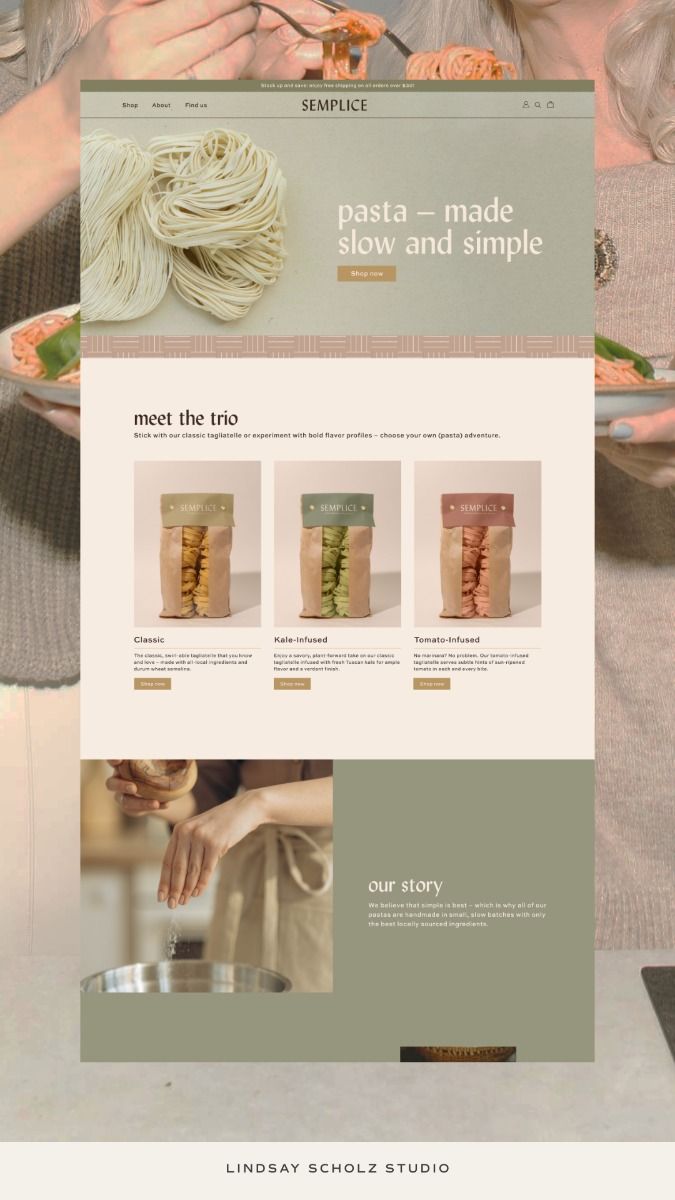 Stock up and save: enjoy free shipping on all orders over $30!
Shop About Find us
SEMPLICE
pasta – made
slow and simple
Shop now
meet the trio
Stick with our classic tagliatelle or experiment with bold flavor profiles – choose your own (pasta) adventure.
SEMPLICE
SEMPLICE
SEMPLICE
Classic
The classic, swirl-able tagliatelle that you know
and love – made with all-local ingredients and
durum wheat semolina.
Shop now
Kale-Infused
Enjoy a savory, plant-forward take on our classic
tagliatelle infused with fresh Tuscan kale for ample
flavor and a verdant finish.
Shop now
Tomato-Infused
No marinara? No problem. Our tomato-infused
tagliatelle serves subtle hints of sun-ripened
tomato in each and every bite.
Shop now
our story
We believe that simple is best – which is why all of our
pastas are handmade in small, slow batches with only
the best locally sourced ingredients.
LINDSAY SCHOLZ STUDIO